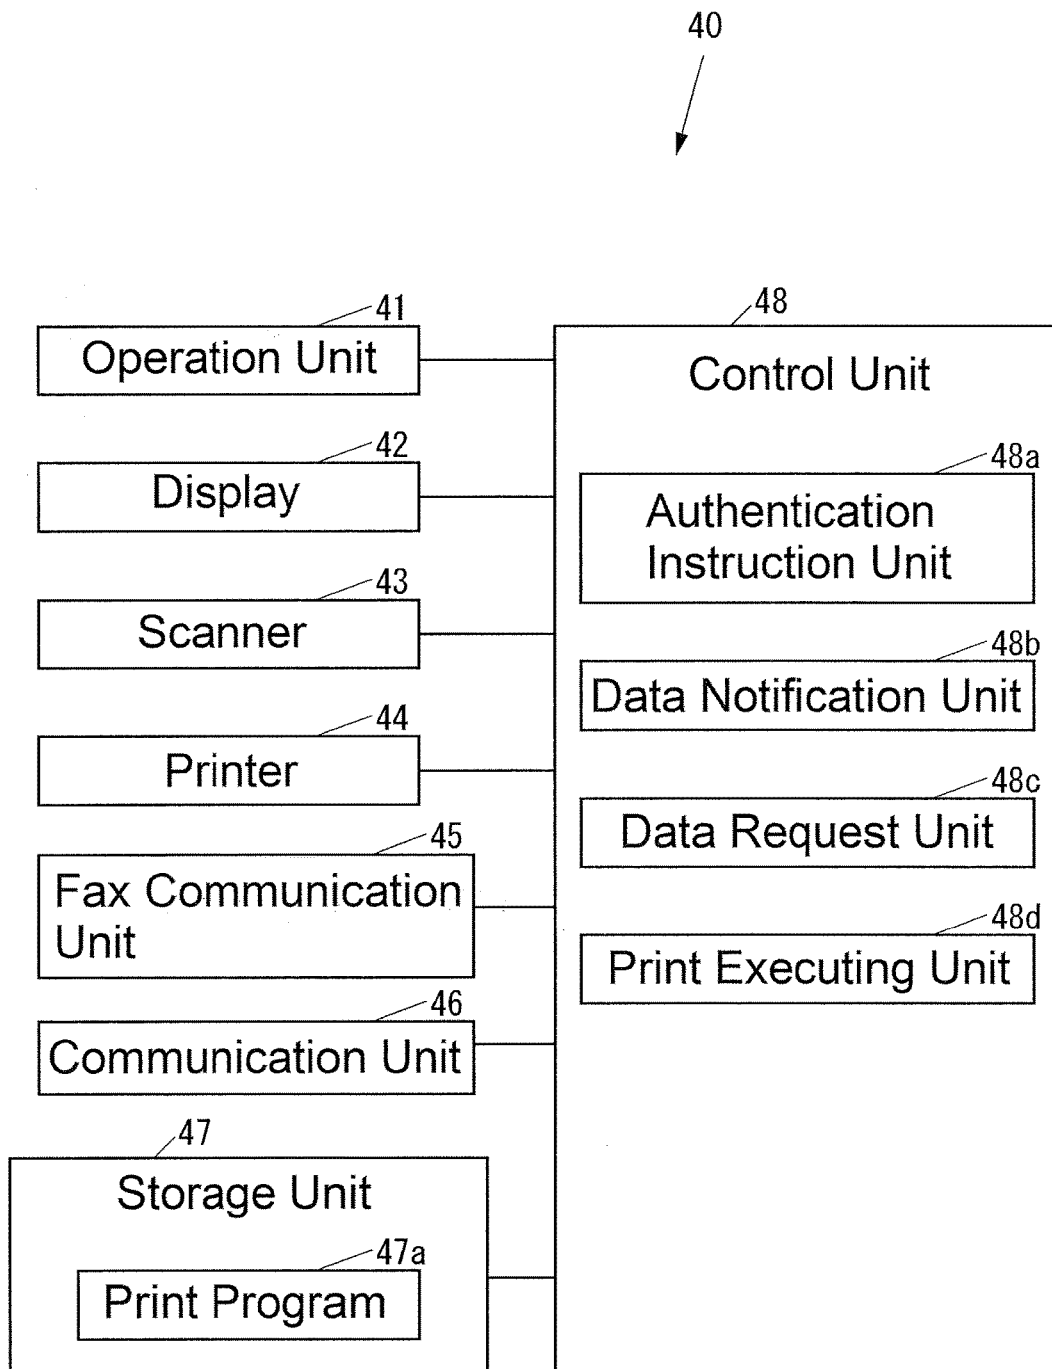 40
41
Operation Unit
42
Display
43
Scanner
44
Printer
45
Fax Communication
Unit
46
Communication Unit
47
Storage Unit
47a
Print Program
48
Control Unit
48a
Authentication
Instruction Unit
48b
Data Notification Unit
48c
Data Request Unit
48d
Print Executing Unit